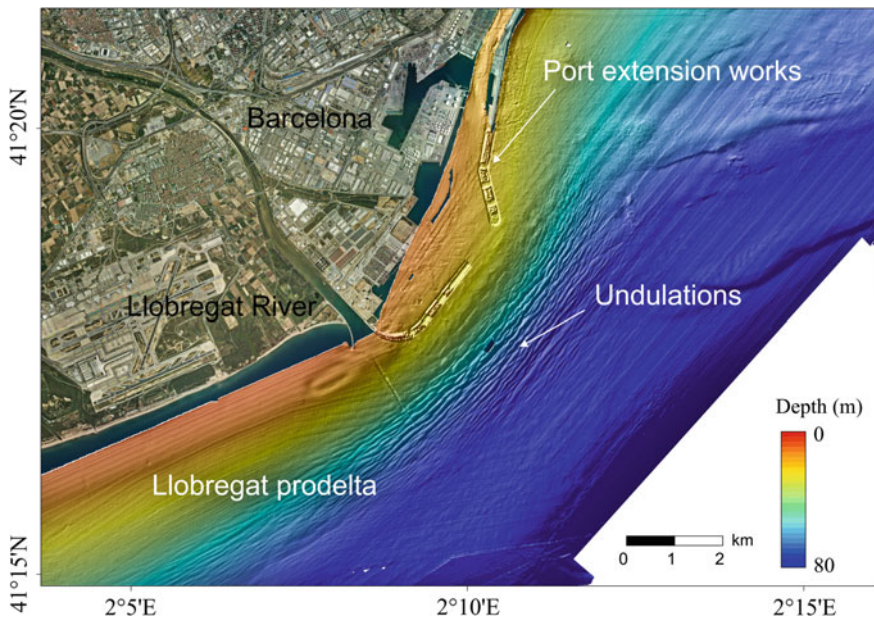 Port extension works
41°20'N
Barcelona
Llobregat River
Undulations
Depth (m)
0
Llobregat prodelta
km
0 1 2
80
41°15'N
2°5'E 2°10'E 2°15'E